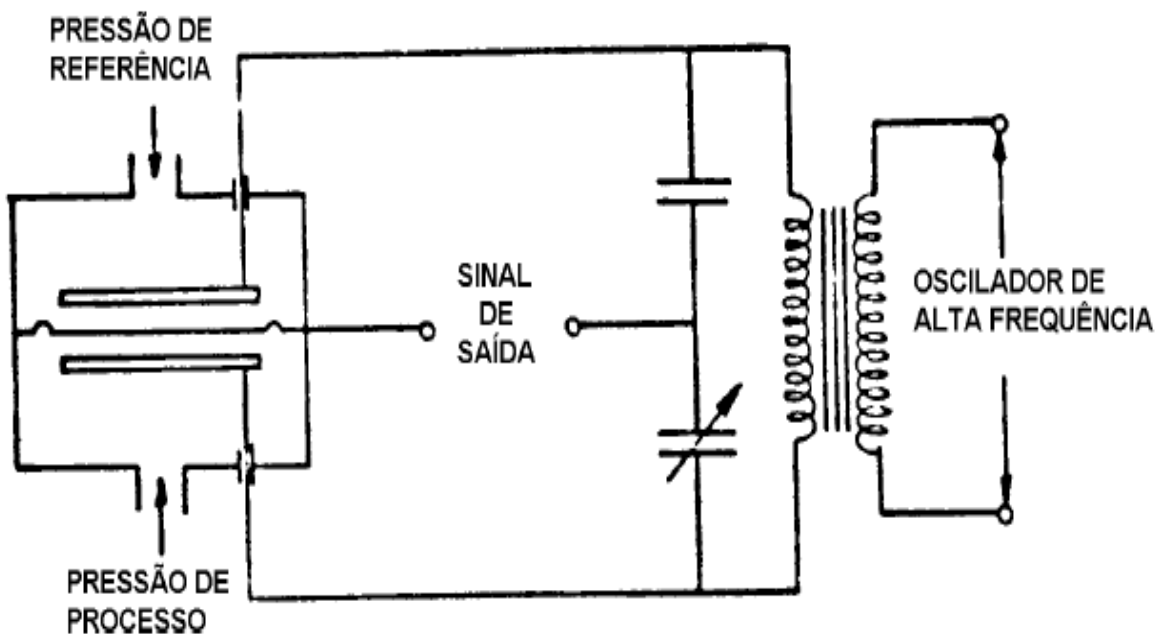 PRESSÃO DE
REFERÊNCIA
SINAL
DE
SAÍDA
OSCILADOR DE
ALTA FREQUÊNCIA
PRESSÃO DE
PROCESSO